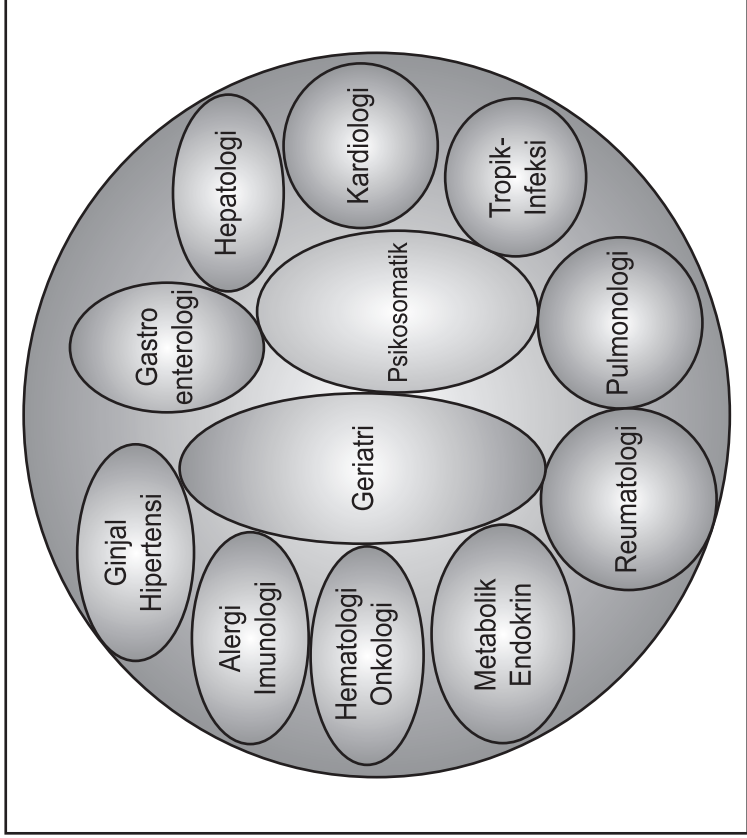 Ginjal
Hipertensi
Gastro
enterologi
Hepatologi
Alergi
Imunologi
Hematologi
Onkologi
Geriatri
Psikosomatik
Kardiologi
Metabolik
Endokrin
Tropik-
Infeksi
Reumatologi
Pulmonologi